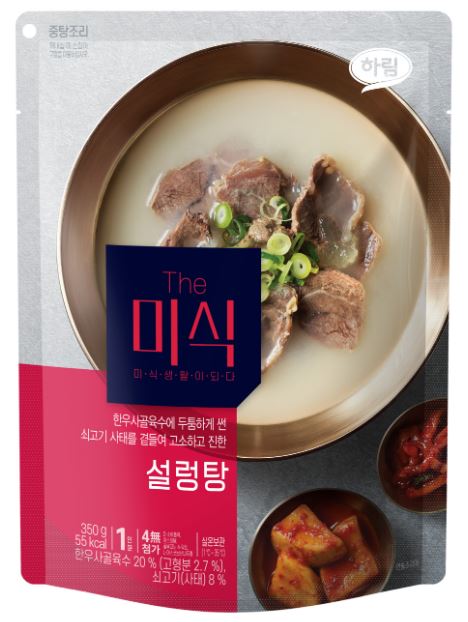 중탕조리
하림
The
미식
미·식·생·활·이·되·다
한우사골육수에 두툼하게 썬
쇠고기 사태를 곁들여 고소하고 진한
설렁탕
350 g
55 kcal
1인분
4無
첨가
실온보관
한우사골육수 20 % (고형분 2.7 %),
쇠고기(사태) 8 %